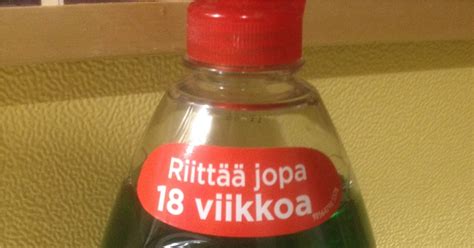 Riittää jopa
18 viikkoa